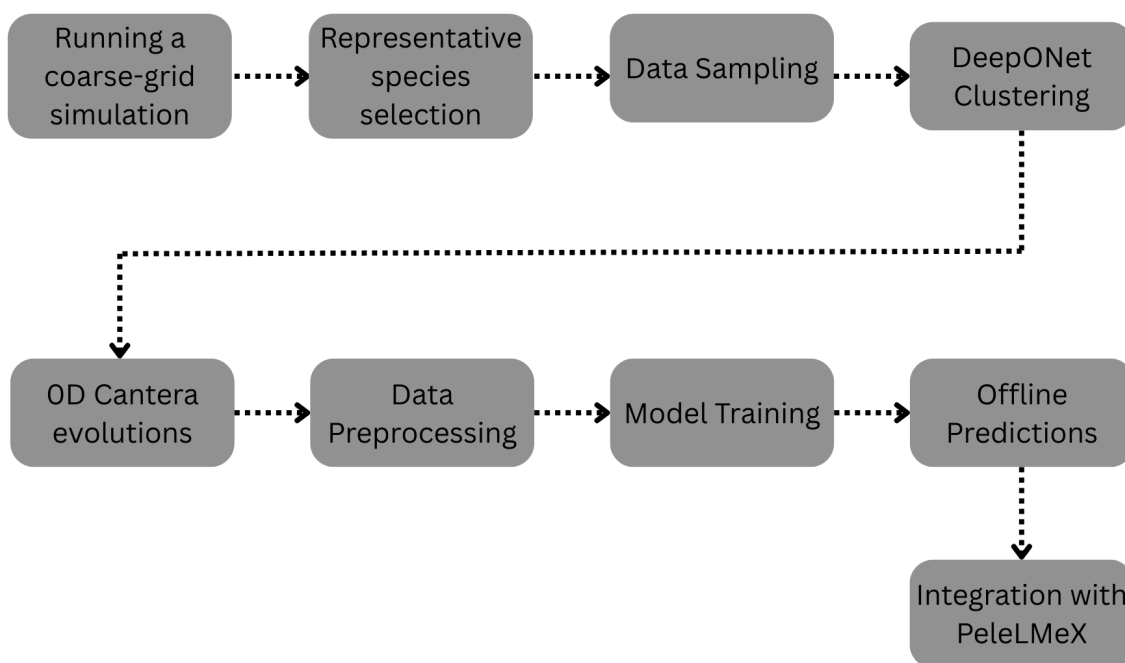 Running a
coarse-grid
simulation
Representative
species
selection
Data Sampling
DeepONet
Clustering
0D Cantera
evolutions
Data
Preprocessing
Model Training
Offline
Predictions
Integration with
PeleLMeX